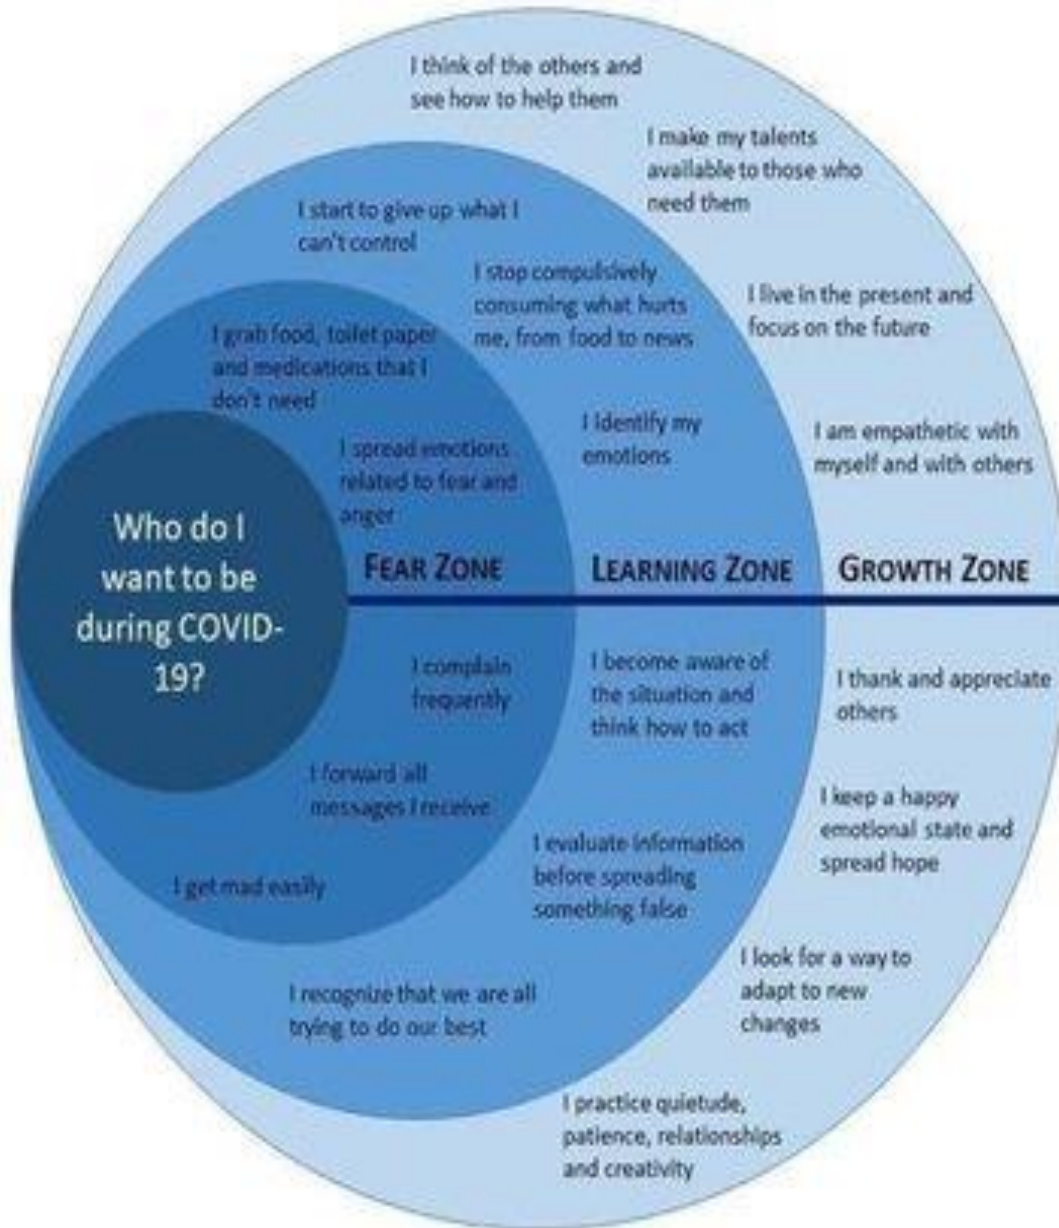 I think of the others and
see how to help them
I make my talents
available to those who
need them
I start to give up what I
can't control
I stop compulsively
consuming what hurts
me, from food to news
I live in the present and
focus on the future
I grab food, toilet paper
and medications that I
don't need
I identify my
emotions
I am empathetic with
myself and with others
I spread emotions
related to fear and
anger
Who do I
want to be
during COVID-
19?
FEAR ZONE
LEARNING ZONE
GROWTH ZONE
I complain
frequently
I become aware of
the situation and
think how to act
I thank and appreciate
others
I forward all
messages I receive
I keep a happy
emotional state and
spread hope
I evaluate information
before spreading
something false
I get mad easily
I look for a way to
adapt to new
changes
I recognize that we are all
trying to do our best
I practice quietude,
patience, relationships
and creativity